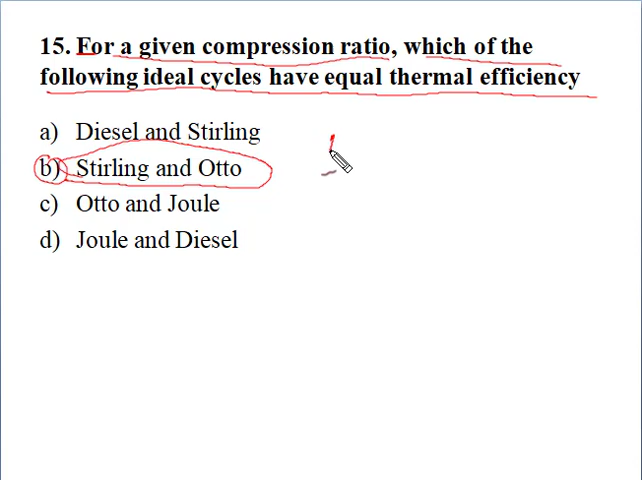 15. For a given compression ratio, which of the
following ideal cycles have equal thermal efficiency
a) Diesel and Stirling
b) Stirling and Otto
c) Otto and Joule
d) Joule and Diesel